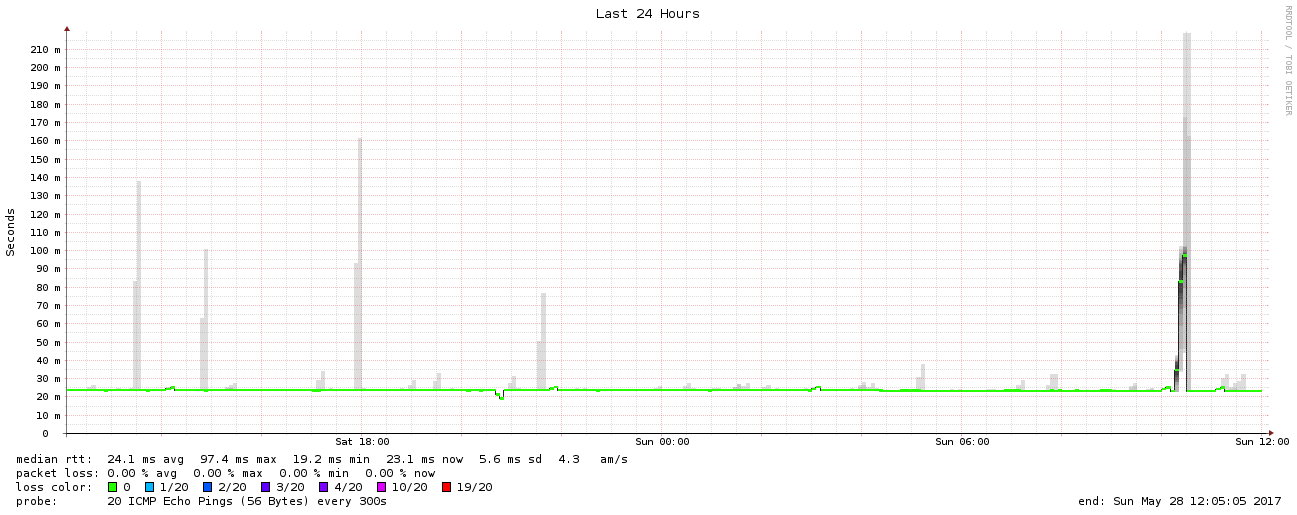 Last 24 Hours
RRDTOOL / TOBI OETIKER
Seconds
210 m
200 m
190 m
180 m
170 m
160 m
150 m
140 m
130 m
120 m
110 m
100 m
90 m
80 m
70 m
60 m
50 m
40 m
30 m
20 m
10 m
0
Sat 18:00 Sun 00:00 Sun 06:00 Sun 12:00
median rtt: 24.1 ms avg 97.4 ms max 19.2 ms min 23.1 ms now 5.6 ms sd 4.3 am/s
packet loss: 0.00 % avg 0.00 % max 0.00 % min 0.00 % now
loss color: 0 1/20 2/20 3/20 4/20 10/20 19/20
probe: 20 ICMP Echo Pings (56 Bytes) every 300s end: Sun May 28 12:05:05 2017